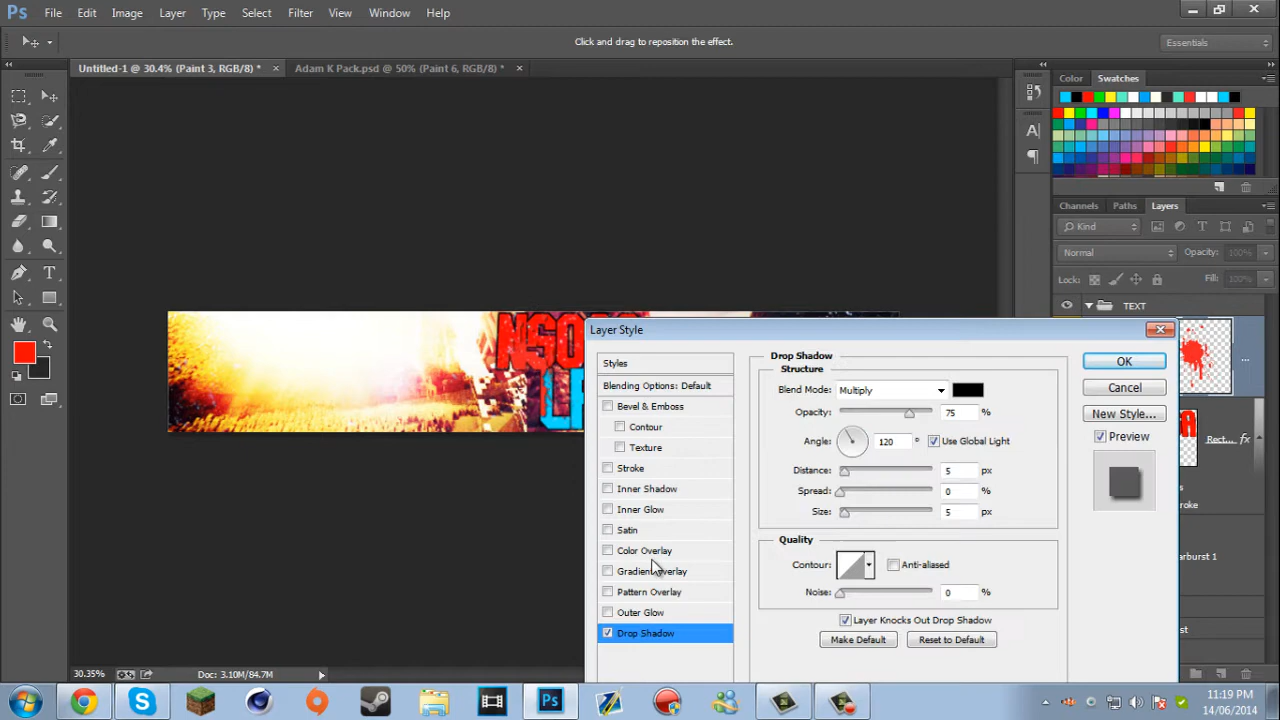 Ps File Edit Image Layer Type Select Filter 3D View Window Help
Click and drag to reposition the effect.
Essentials
Untitled-1 @ 30.4% (Paint 3, RGB/8) * × Adam K Pack.psd @ 50% (Paint 6, RGB/8) * ×
Color Swatches
Channels Paths Layers
Kind
Normal Opacity: 100%
Lock: Fill: 100%
TEXT
Layer Style
Styles
Blending Options: Default
Bevel & Emboss
Contour
Texture
Stroke
Inner Shadow
Inner Glow
Satin
Color Overlay
Gradient Overlay
Pattern Overlay
Outer Glow
Drop Shadow
Drop Shadow
Structure
Blend Mode: Multiply
Opacity: 75 %
Angle: 120 ° Use Global Light
Distance: 5 px
Spread: 0 %
Size: 5 px
Quality
Contour: Anti-aliased
Noise: 0 %
Layer Knocks Out Drop Shadow
Make Default Reset to Default
OK
Cancel
New Style...
Preview
...
Rect... fx
30.35% Doc: 3.10M/84.7M
11:19 PM
14/06/2014